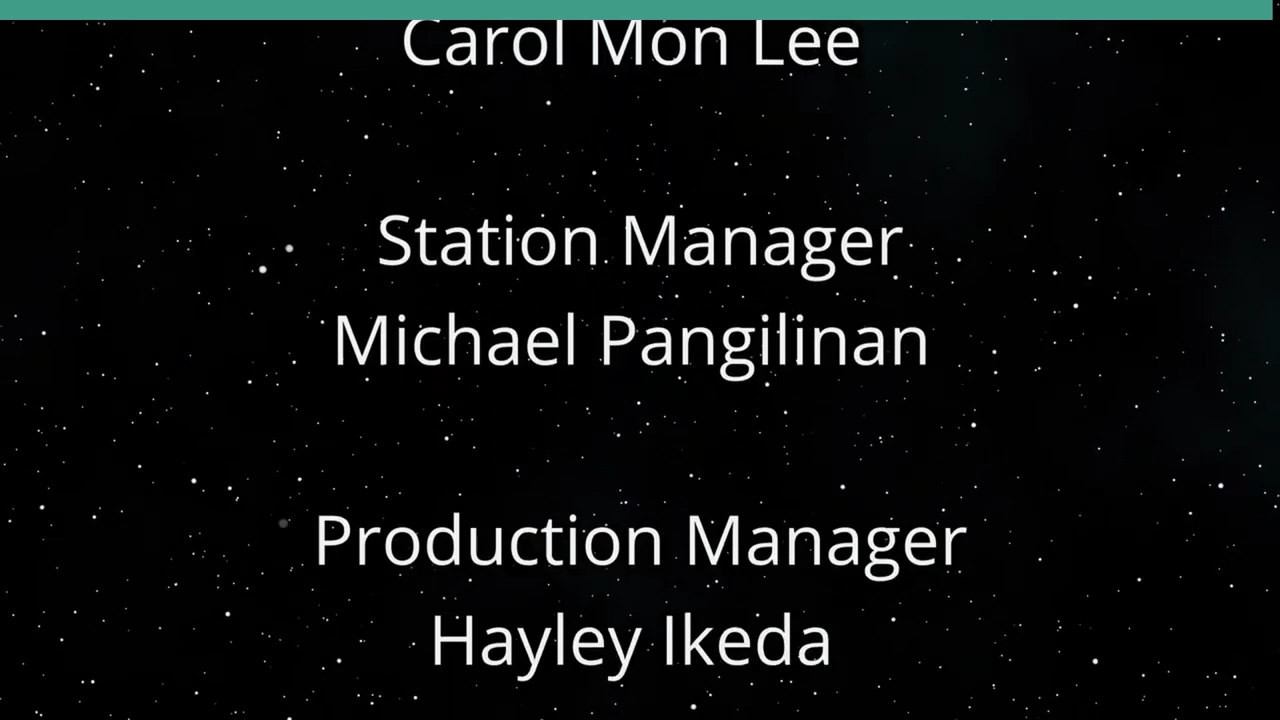 Carol Mon Lee
Station Manager
Michael Pangilinan
Production Manager
Hayley Ikeda